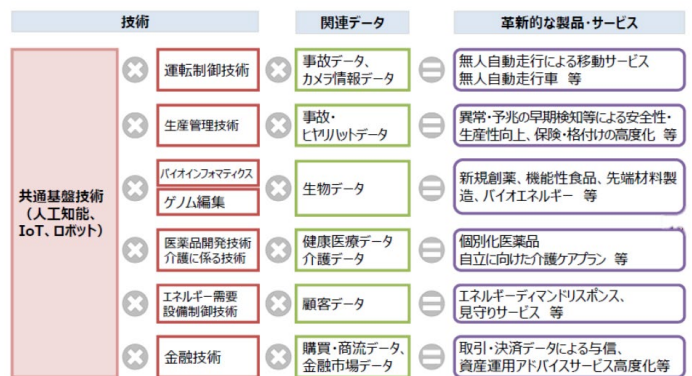 技術
関連データ
革新的な製品・サービス
共通基盤技術
(人工知能、
IoT、ロボット)
運転制御技術
事故データ、
カメラ情報データ
無人自動走行による移動サービス
無人自動走行車 等
生産管理技術
事故・
ヒヤリハットデータ
異常・予兆の早期検知等による安全性・
生産性向上、保険・格付けの高度化 等
バイオインフォマティクス
ゲノム編集
生物データ
新規創薬、機能性食品、先端材料製
造、バイオエネルギー 等
医薬品開発技術
介護に係る技術
健康医療データ
介護データ
個別化医薬品
自立に向けた介護ケアプラン 等
エネルギー需要
設備制御技術
顧客データ
エネルギーディマンドリスポンス、
見守りサービス 等
金融技術
購買・商流データ、
金融市場データ
取引・決済データによる与信、
資産運用アドバイスサービス高度化等